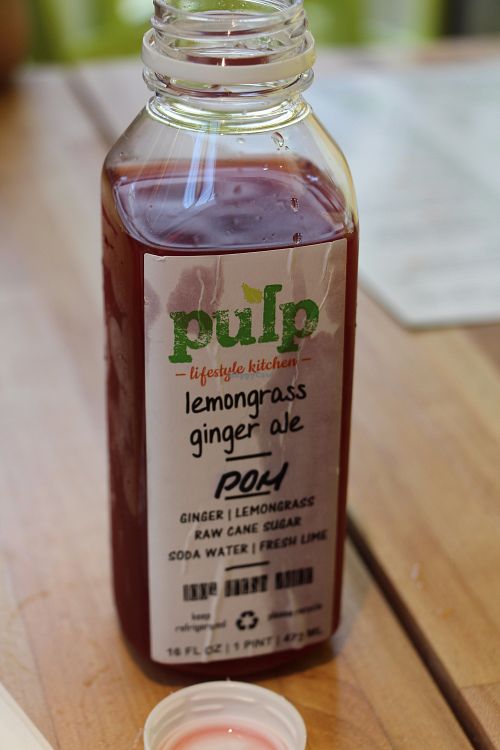 pulp
— lifestyle kitchen —
lemongrass
ginger ale
POM
GINGER | LEMONGRASS
RAW CANE SUGAR
SODA WATER | FRESH LIME
keep please recycle
refrigerated
16 FL OZ | 1 PINT | 473 ML